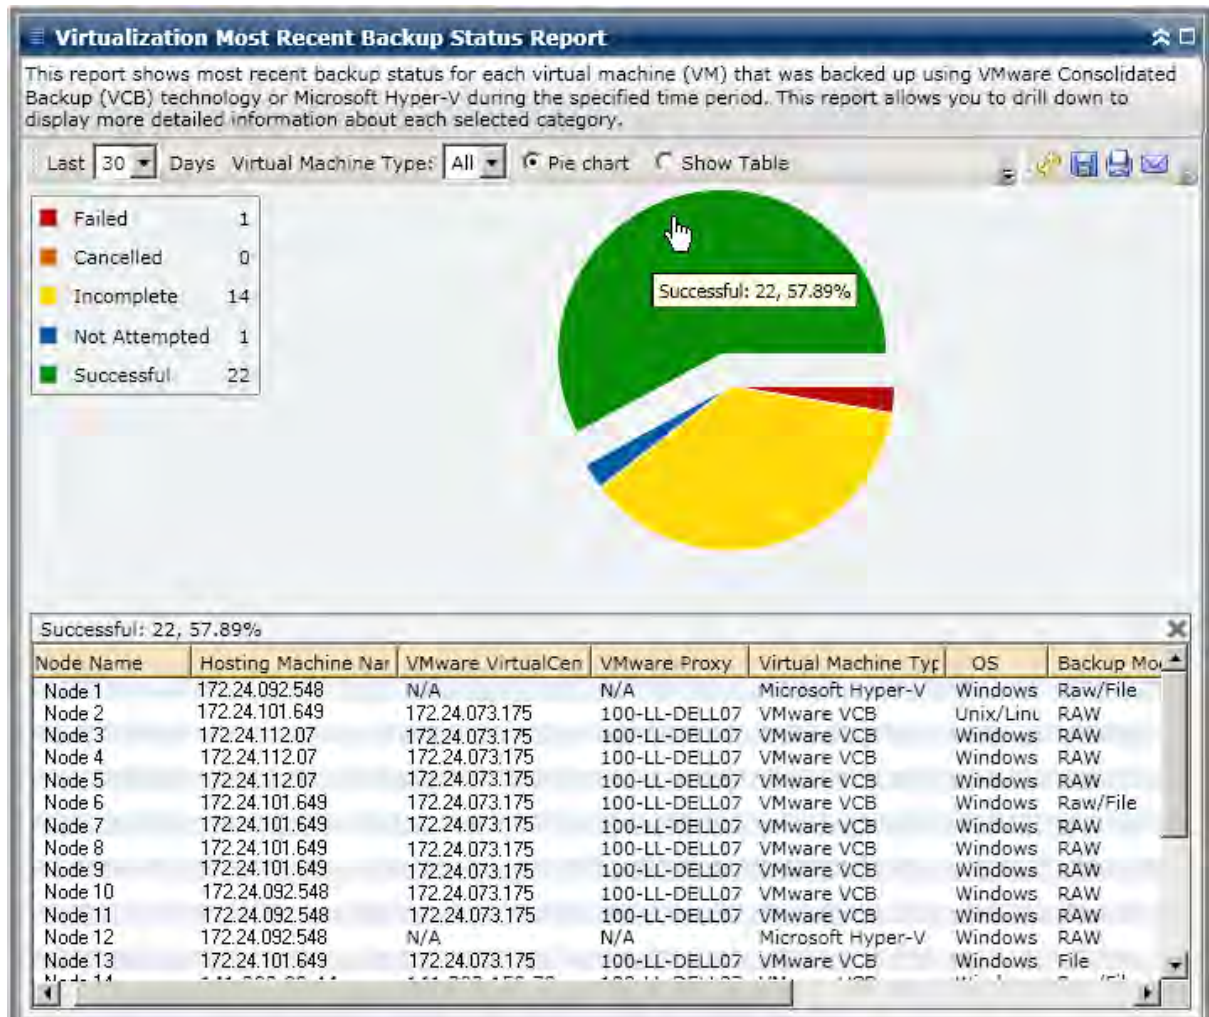 Virtualization Most Recent Backup Status Report
This report shows most recent backup status for each virtual machine (VM) that was backed up using VMware Consolidated
Backup (VCB) technology or Microsoft Hyper-V during the specified time period. This report allows you to drill down to
display more detailed information about each selected category.
Last 30 Days Virtual Machine Type: All Pie chart Show Table
Failed 1
Cancelled 0
Incomplete 14
Not Attempted 1
Successful 22
Successful: 22, 57.89%
Successful: 22, 57.89%
Node Name Hosting Machine Nar VMware VirtualCen VMware Proxy Virtual Machine Typ OS Backup Mo
Node 1 172.24.092.548 N/A N/A Microsoft Hyper-V Windows Raw/File
Node 2 172.24.101.649 172.24.073.175 100-LL-DELL07 VMware VCB Unix/Linu RAW
Node 3 172.24.112.07 172.24.073.175 100-LL-DELL07 VMware VCB Windows RAW
Node 4 172.24.112.07 172.24.073.175 100-LL-DELL07 VMware VCB Windows RAW
Node 5 172.24.112.07 172.24.073.175 100-LL-DELL07 VMware VCB Windows RAW
Node 6 172.24.101.649 172.24.073.175 100-LL-DELL07 VMware VCB Windows Raw/File
Node 7 172.24.101.649 172.24.073.175 100-LL-DELL07 VMware VCB Windows RAW
Node 8 172.24.101.649 172.24.073.175 100-LL-DELL07 VMware VCB Windows RAW
Node 9 172.24.101.649 172.24.073.175 100-LL-DELL07 VMware VCB Windows RAW
Node 10 172.24.092.548 172.24.073.175 100-LL-DELL07 VMware VCB Windows RAW
Node 11 172.24.092.548 172.24.073.175 100-LL-DELL07 VMware VCB Windows RAW
Node 12 172.24.092.548 N/A N/A Microsoft Hyper-V Windows RAW
Node 13 172.24.101.649 172.24.073.175 100-LL-DELL07 VMware VCB Windows File